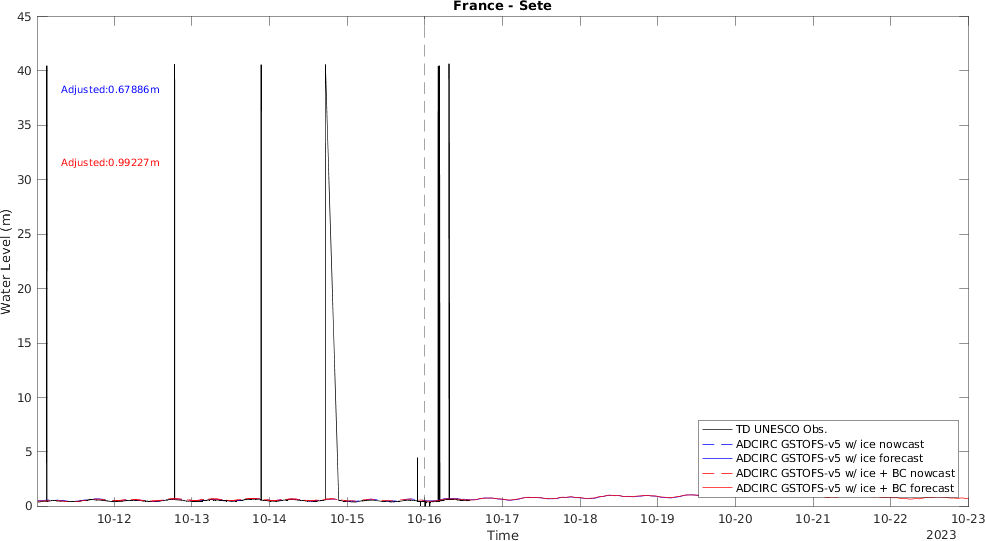 France - Sete
45
40
35
30
25
20
15
10
5
0
Water Level (m)
Adjusted:0.67886m
Adjusted:0.99227m
TD UNESCO Obs.
ADCIRC GSTOFS-v5 w/ ice nowcast
ADCIRC GSTOFS-v5 w/ ice forecast
ADCIRC GSTOFS-v5 w/ ice + BC nowcast
ADCIRC GSTOFS-v5 w/ ice + BC forecast
10-12 10-13 10-14 10-15 10-16 10-17 10-18 10-19 10-20 10-21 10-22 10-23
Time
2023